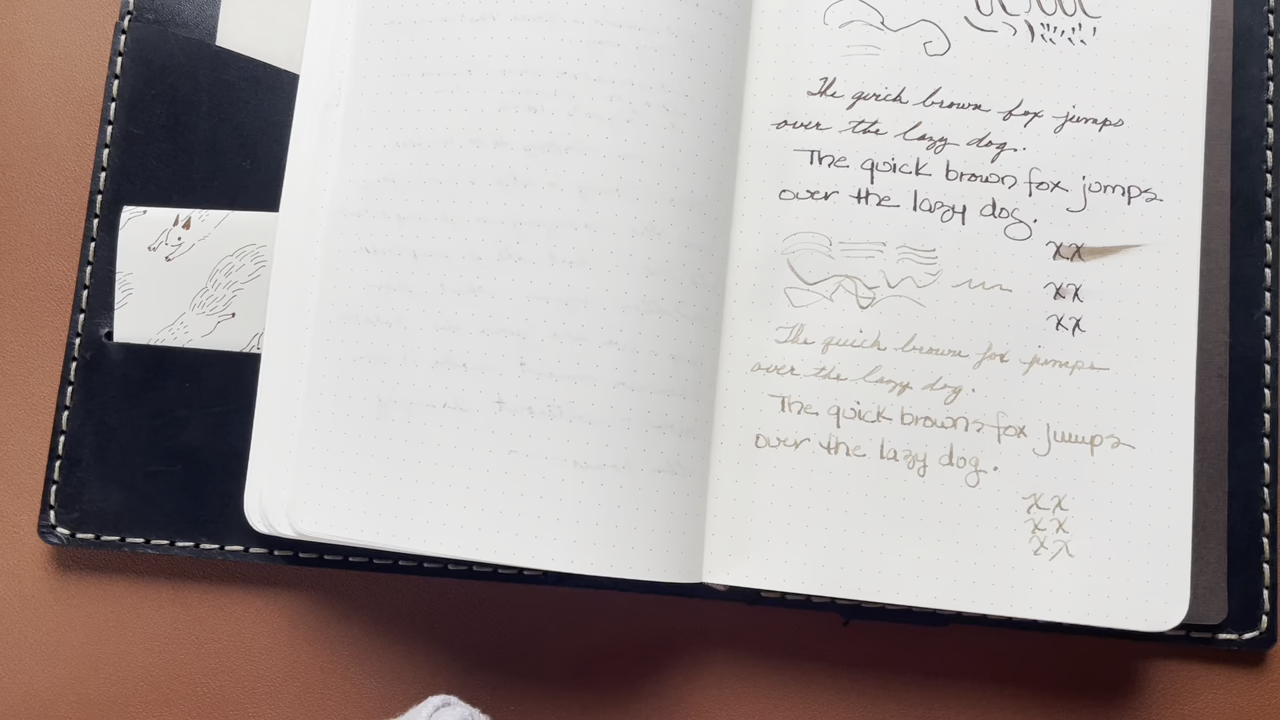 The quick brown fox jumps
over the lazy dog.
The quick brown fox jumps
over the lazy dog.
xx
xx
xx
The quick brown fox jumps
over the lazy dog.
The quick browns fox jumps
over the lazy dog.
xx
xx
xx